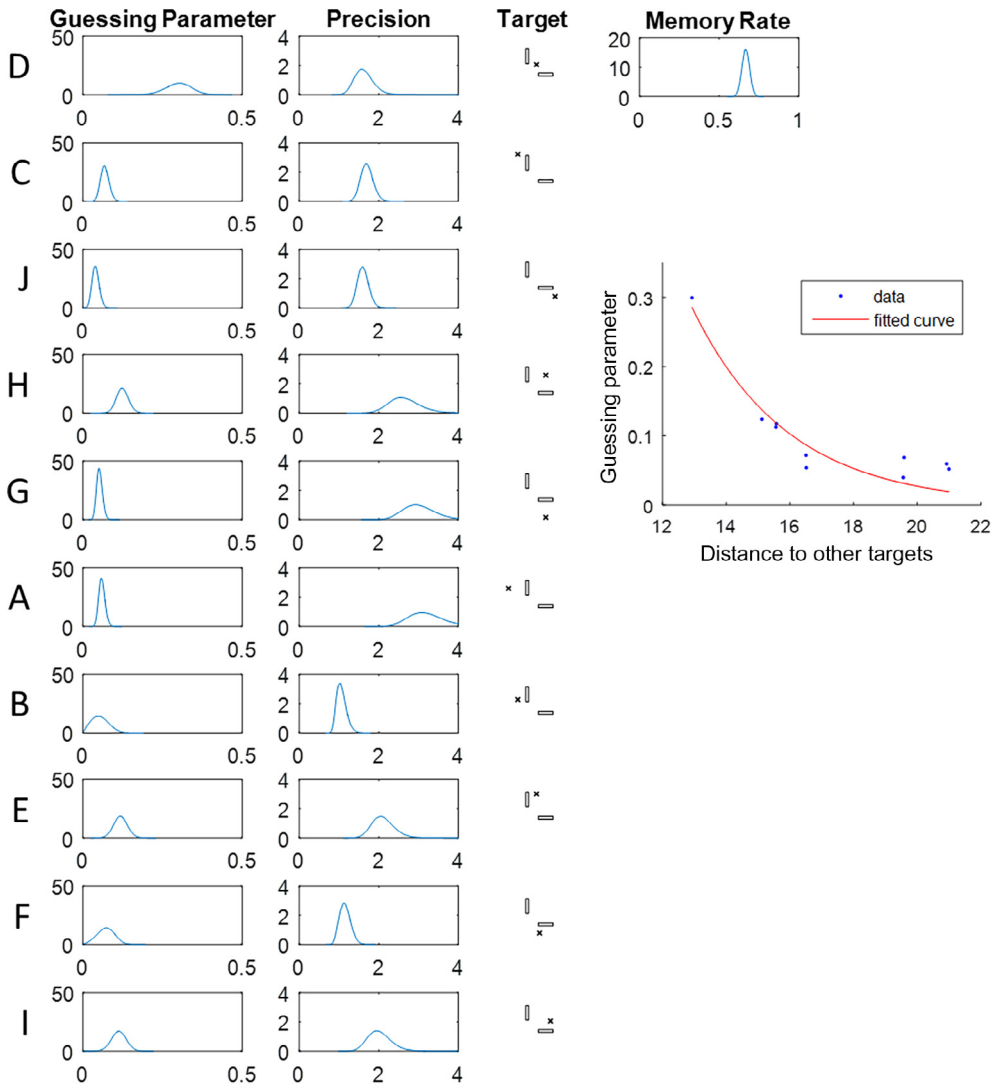 Guessing Parameter Precision Target Memory Rate
D 50 0 0 0.5 4 2 0 0 2 4 20 10 0 0 0.5 1
C 50 0 0 0.5 4 2 0 0 2 4
J 50 0 0 0.5 4 2 0 0 2 4
H 50 0 0 0.5 4 2 0 0 2 4
G 50 0 0 0.5 4 2 0 0 2 4
A 50 0 0 0.5 4 2 0 0 2 4
B 50 0 0 0.5 4 2 0 0 2 4
E 50 0 0 0.5 4 2 0 0 2 4
F 50 0 0 0.5 4 2 0 0 2 4
I 50 0 0 0.5 4 2 0 0 2 4
Guessing parameter
0.3
0.2
0.1
0
12 14 16 18 20 22
Distance to other targets
data
fitted curve